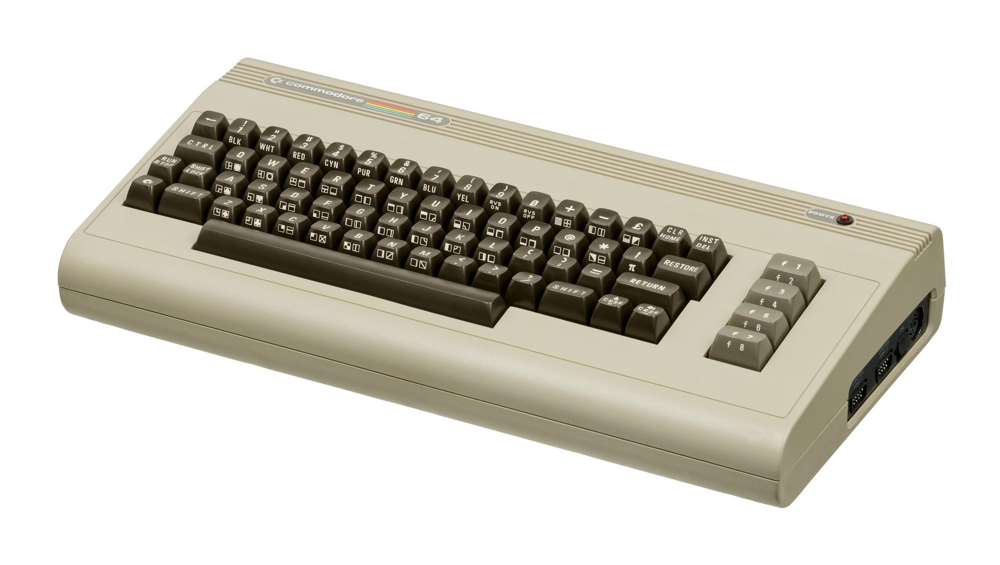 commodore 64
POWER
←
! 1 BLK
" 2 WHT
# 3 RED
$ 4 CYN
% 5 PUR
& 6 GRN
' 7 BLU
( 8 YEL
) 9 RVS ON
0 RVS OFF
+
-
£
CLR HOME
INST DEL
CTRL
Q
W
E
R
T
Y
U
I
O
P
@
*
↑ π
RESTORE
RUN STOP
SHIFT LOCK
A
S
D
F
G
H
J
K
L
=
RETURN
SHIFT
Z
X
C
V
B
N
M
<
>
? /
SHIFT
⇑ CRSR
⇐ CRSR
f 1
f 2
f 3
f 4
f 5
f 6
f 7
f 8